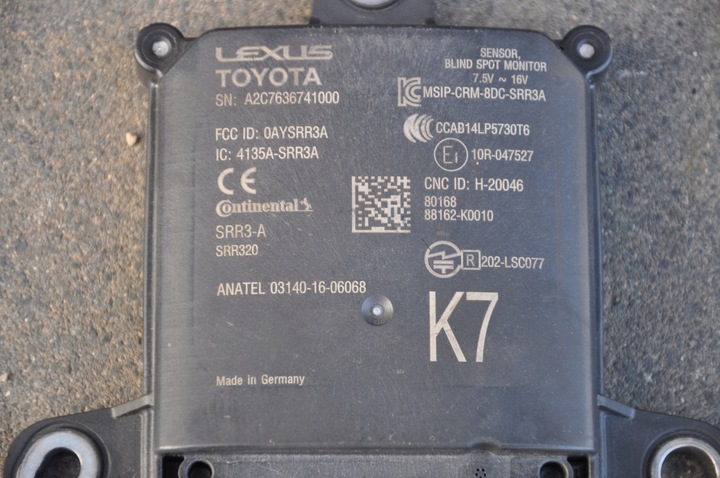 LEXUS
TOYOTA
SN: A2C7636741000
SENSOR,
BLIND SPOT MONITOR
7.5V ~ 16V
MSIP-CRM-8DC-SRR3A
FCC ID: 0AYSRR3A
IC: 4135A-SRR3A
CCAB14LP5730T6
E1 10R-047527
CE
Continental
SRR3-A
SRR320
CNC ID: H-20046
80168
88162-K0010
R 202-LSC077
ANATEL 03140-16-06068
K7
Made in Germany